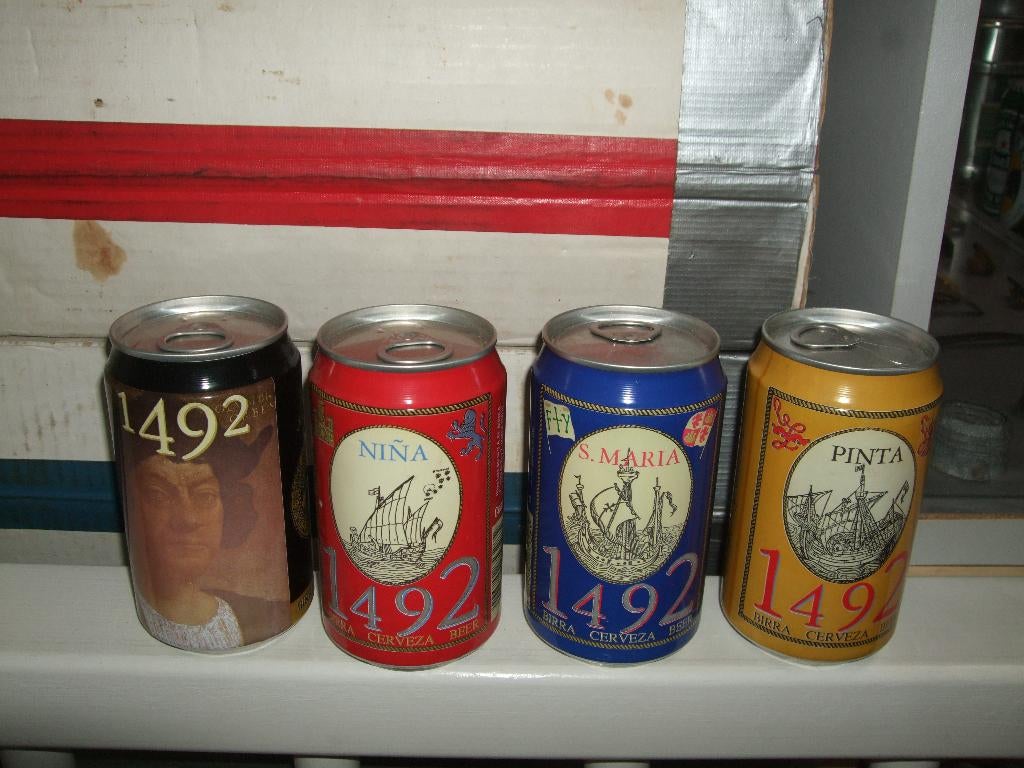 1492
NIÑA
1492
BIRRA CERVEZA BEER
F Y
S. MARIA
1492
BIRRA CERVEZA BEER
PINTA
1492
BIRRA CERVEZA